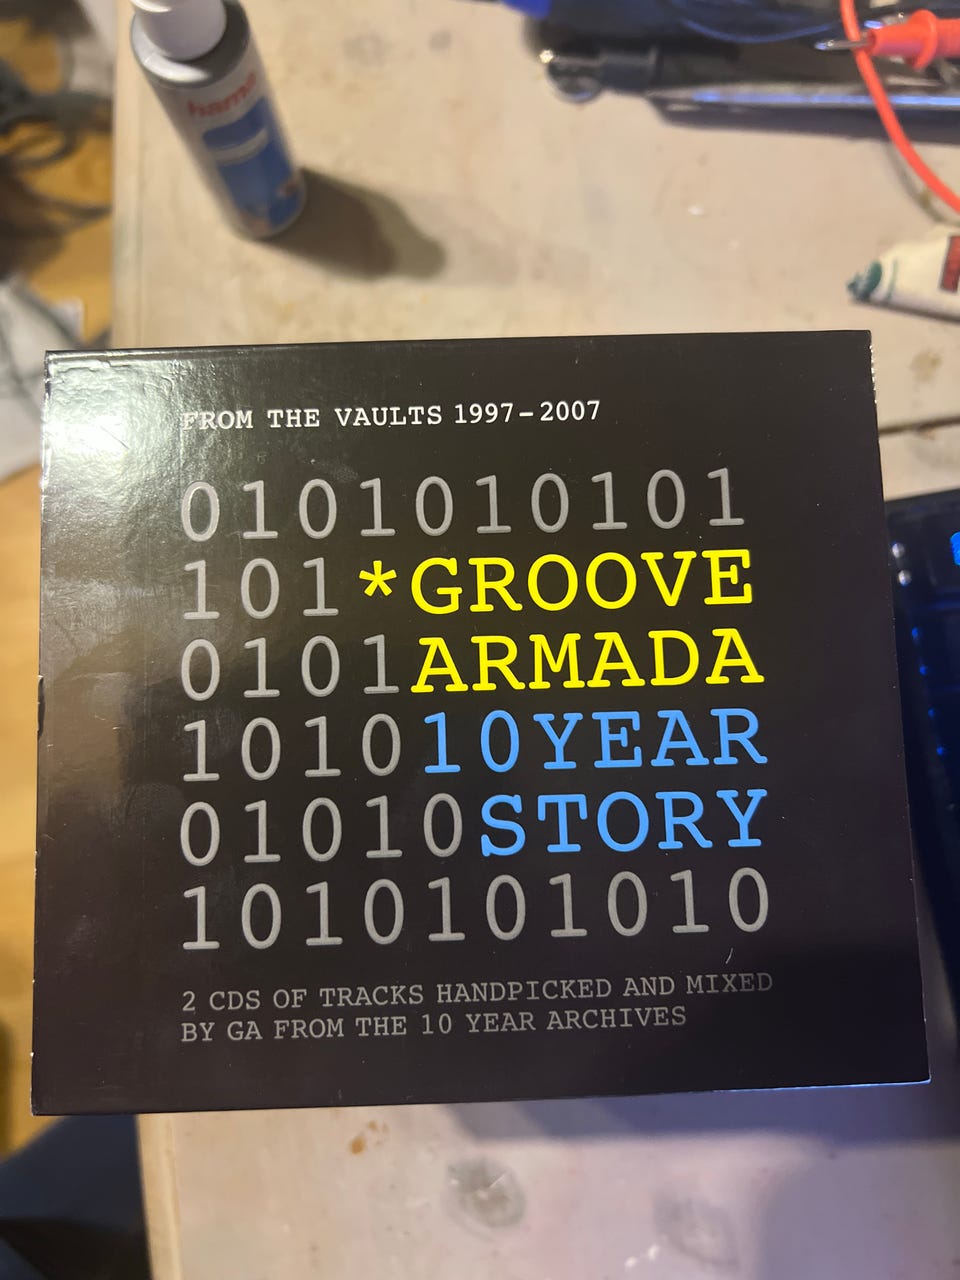 hama
FROM THE VAULTS 1997-2007
0101010101
101*GROOVE
0101ARMADA
101010YEAR
01010STORY
1010101010
2 CDS OF TRACKS HANDPICKED AND MIXED
BY GA FROM THE 10 YEAR ARCHIVES